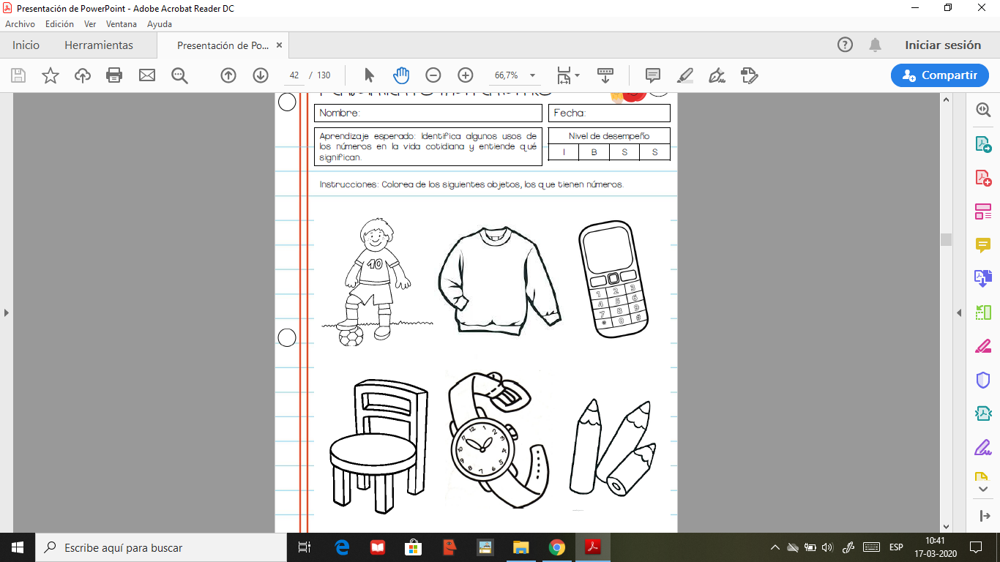 Presentación de PowerPoint - Adobe Acrobat Reader DC
Archivo Edición Ver Ventana Ayuda
Inicio Herramientas Presentación de Po... Iniciar sesión
42 / 130 66,7% Compartir
Nombre: Fecha:
Aprendizaje esperado: Identifica algunos usos de
los números en la vida cotidiana y entiende qué
significan.
Nivel de desempeño
I B S S
Instrucciones: Colorea de los siguientes objetos, los que tienen números.
10
1 2 3
4 5 6
7 8 9
* 0 #
12 1 2 3 4 5 6 7 8 9 10 11
Escribe aquí para buscar
ESP
10:41
17-03-2020